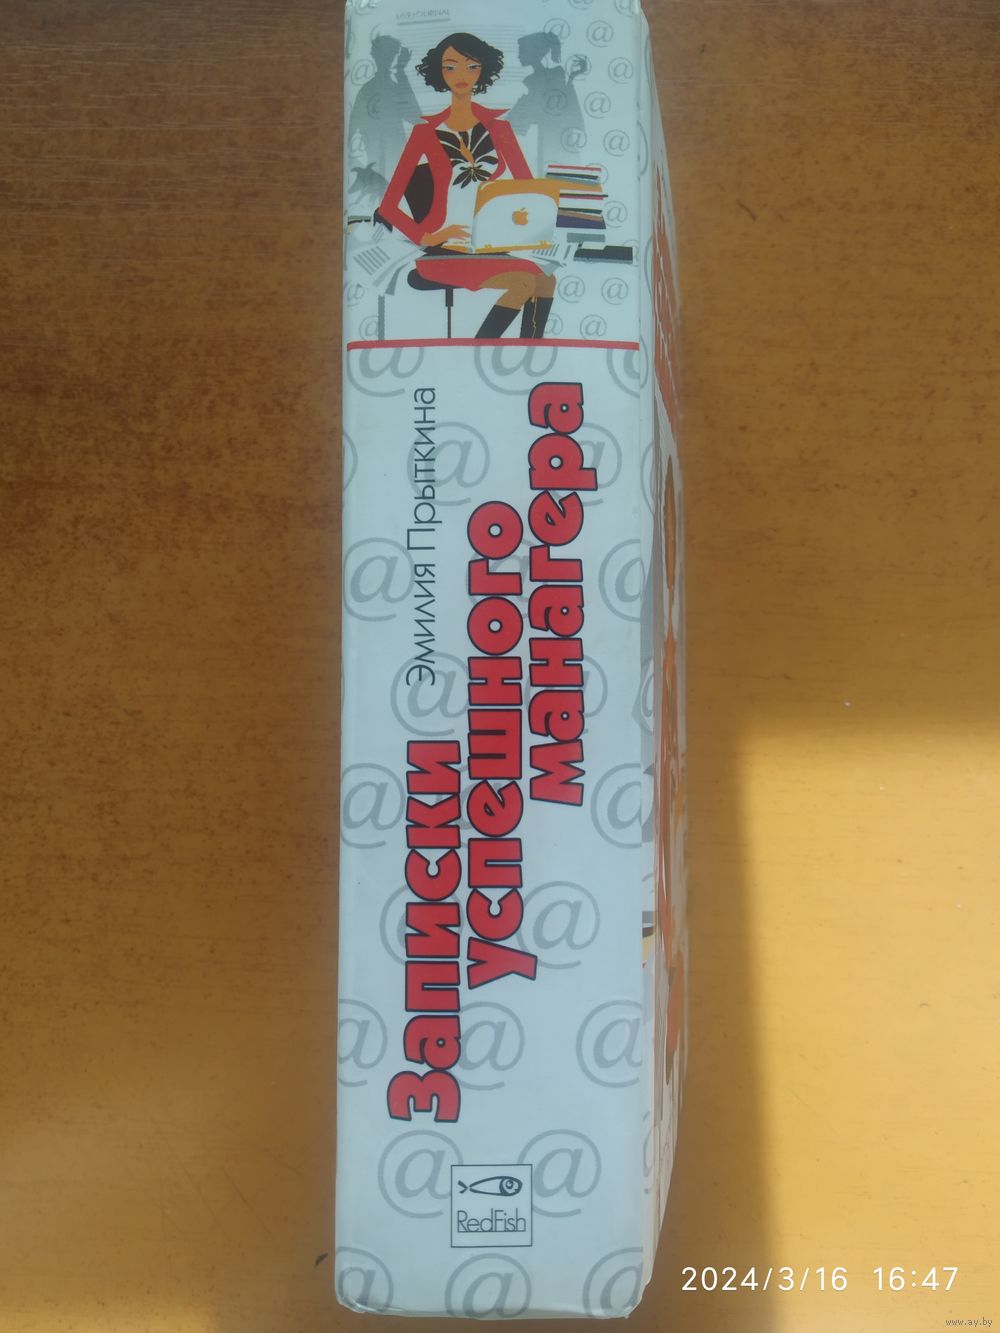 LIVEJOURNAL
Эмилия Прыткина
Записки
успешного
манагера
RedFish
2024/3/16 16:47
www.ay.by